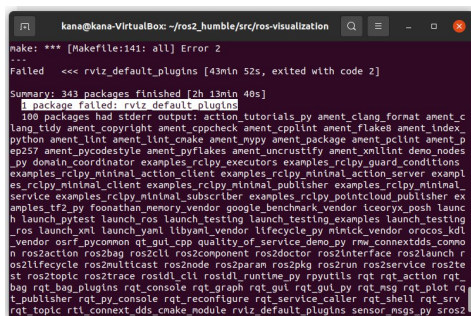 kana@kana-VirtualBox: ~/ros2_humble/src/ros-visualization
make: *** [Makefile:141: all] Error 2
---
Failed   <<< rviz_default_plugins [43min 52s, exited with code 2]

Summary: 343 packages finished [2h 13min 40s]
  1 package failed: rviz_default_plugins
  100 packages had stderr output: action_tutorials_py ament_clang_format ament_c
lang_tidy ament_copyright ament_cppcheck ament_cpplint ament_flake8 ament_index_
python ament_lint ament_lint_cmake ament_mypy ament_package ament_pclint ament_p
ep257 ament_pycodestyle ament_pyflakes ament_uncrustify ament_xmllint demo_nodes
_py domain_coordinator examples_rclpy_executors examples_rclpy_guard_conditions
examples_rclpy_minimal_action_client examples_rclpy_minimal_action_server exampl
es_rclpy_minimal_client examples_rclpy_minimal_publisher examples_rclpy_minimal_
service examples_rclpy_minimal_subscriber examples_rclpy_pointcloud_publisher ex
amples_tf2_py foonathan_memory_vendor google_benchmark_vendor iceoryx_posh launc
h launch_pytest launch_ros launch_testing launch_testing_examples launch_testing
_ros launch_xml launch_yaml libyaml_vendor lifecycle_py mimick_vendor orocos_kdl
_vendor osrf_pycommon qt_gui_cpp quality_of_service_demo_py rmw_connextdds_commo
n ros2action ros2bag ros2cli ros2component ros2doctor ros2interface ros2launch r
os2lifecycle ros2multicast ros2node ros2param ros2pkg ros2run ros2service ros2te
st ros2topic ros2trace rosidl_cli rosidl_runtime_py rpyutils rqt rqt_action rqt_
bag rqt_bag_plugins rqt_console rqt_graph rqt_gui rqt_gui_py rqt_msg rqt_plot rq
t_publisher rqt_py_console rqt_reconfigure rqt_service_caller rqt_shell rqt_srv
rqt_topic rti_connext_dds_cmake_module rviz_default_plugins sensor_msgs_py sros2